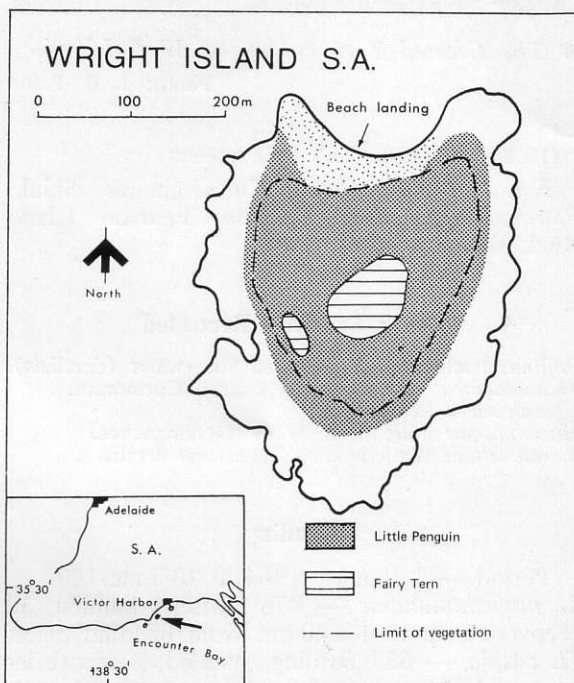 WRIGHT ISLAND S.A.
0 100 200m
Beach landing
North
Adelaide
S. A.
35°30'
Victor Harbor
Encounter Bay
138°30'
Little Penguin
Fairy Tern
Limit of vegetation